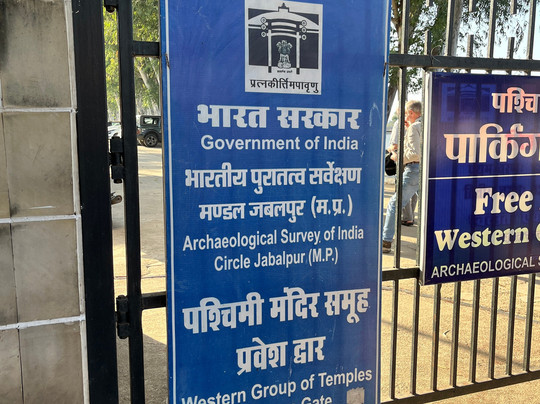 प्रत्नकीर्त्तिमपावृणु
भारत सरकार
Government of India
भारतीय पुरातत्व सर्वेक्षण
मण्डल जबलपुर (म.प्र.)
Archaeological Survey of India
Circle Jabalpur (M.P.)
पश्चिमी मंदिर समूह
प्रवेश द्वार
Western Group of Temples
Gate
पश्चि
पार्किंग
Free
Western
ARCHAEOLOGICAL S